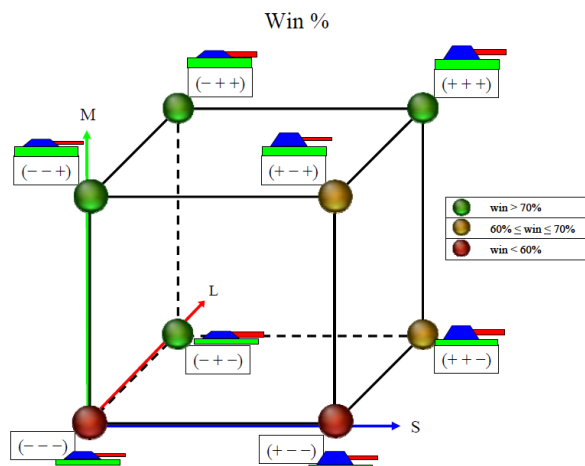 Win %
(− + +)
(+ + +)
M
(− − +)
(+ − +)
win > 70%
60% ≤ win ≤ 70%
win < 60%
L
(− + −)
(+ + −)
(− − −)
(+ − −)
S